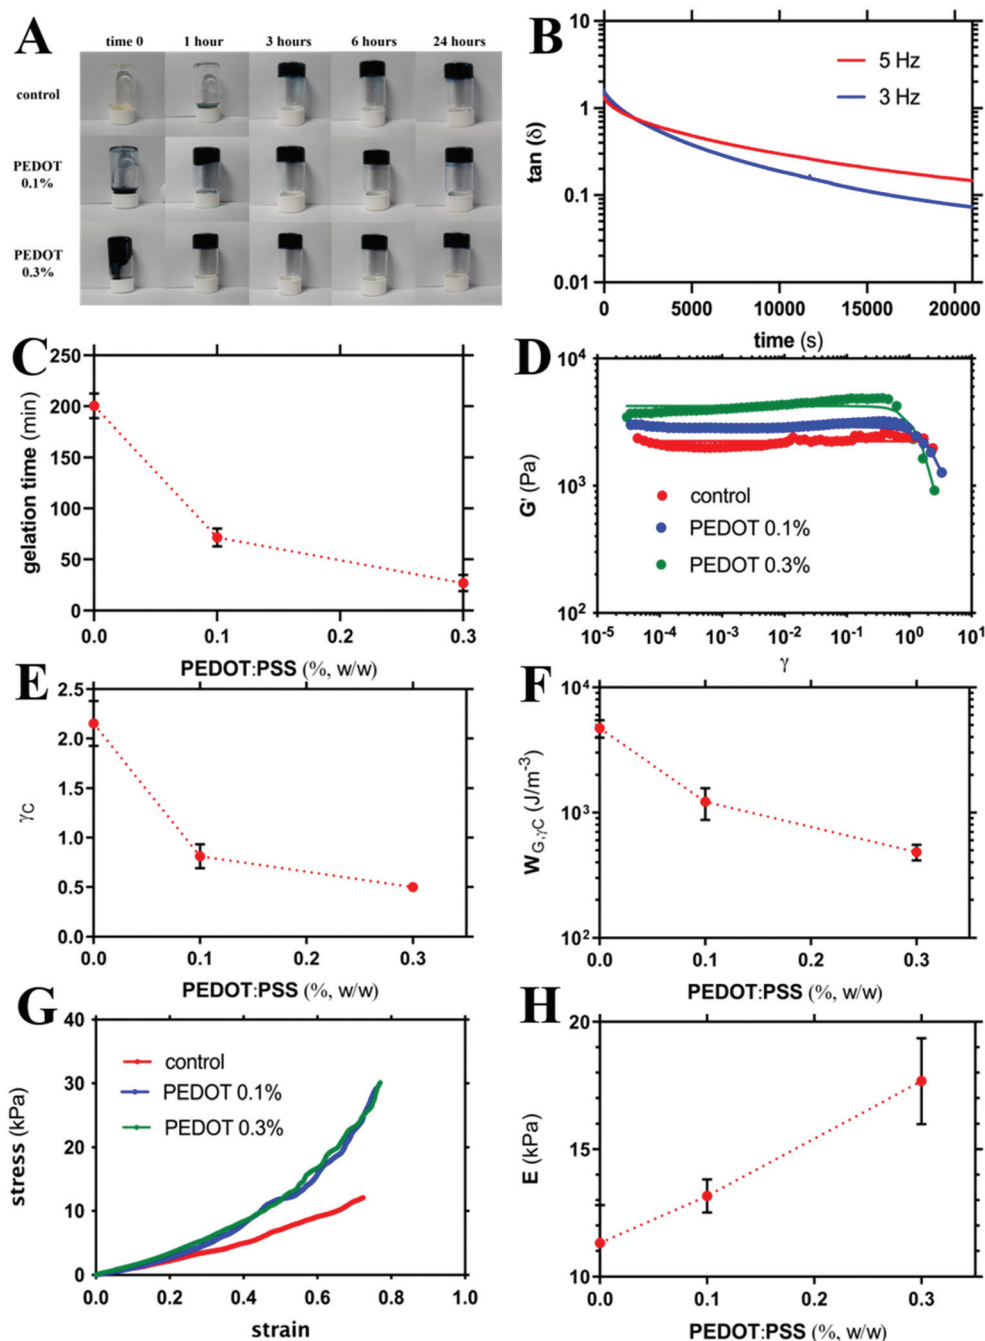 A
time 0 1 hour 3 hours 6 hours 24 hours
control
PEDOT
0.1%
PEDOT
0.3%
B
10
1
0.1
0.01
tan (δ)
5 Hz
3 Hz
0 5000 10000 15000 20000
time (s)
C
250
200
150
100
50
0
gelation time (min)
0.0 0.1 0.2 0.3
PEDOT:PSS (%, w/w)
D
10⁴
10³
10²
G' (Pa)
control
PEDOT 0.1%
PEDOT 0.3%
10⁻⁵ 10⁻⁴ 10⁻³ 10⁻² 10⁻¹ 10⁰ 10¹
γ
E
2.5
2.0
1.5
1.0
0.5
0.0
γC
0.0 0.1 0.2 0.3
PEDOT:PSS (%, w/w)
F
10⁴
10³
10²
WG,γC (J/m⁻³)
0.0 0.1 0.2 0.3
PEDOT:PSS (%, w/w)
G
40
30
20
10
0
stress (kPa)
control
PEDOT 0.1%
PEDOT 0.3%
0.0 0.2 0.4 0.6 0.8 1.0
strain
H
20
15
10
E (kPa)
0.0 0.1 0.2 0.3
PEDOT:PSS (%, w/w)